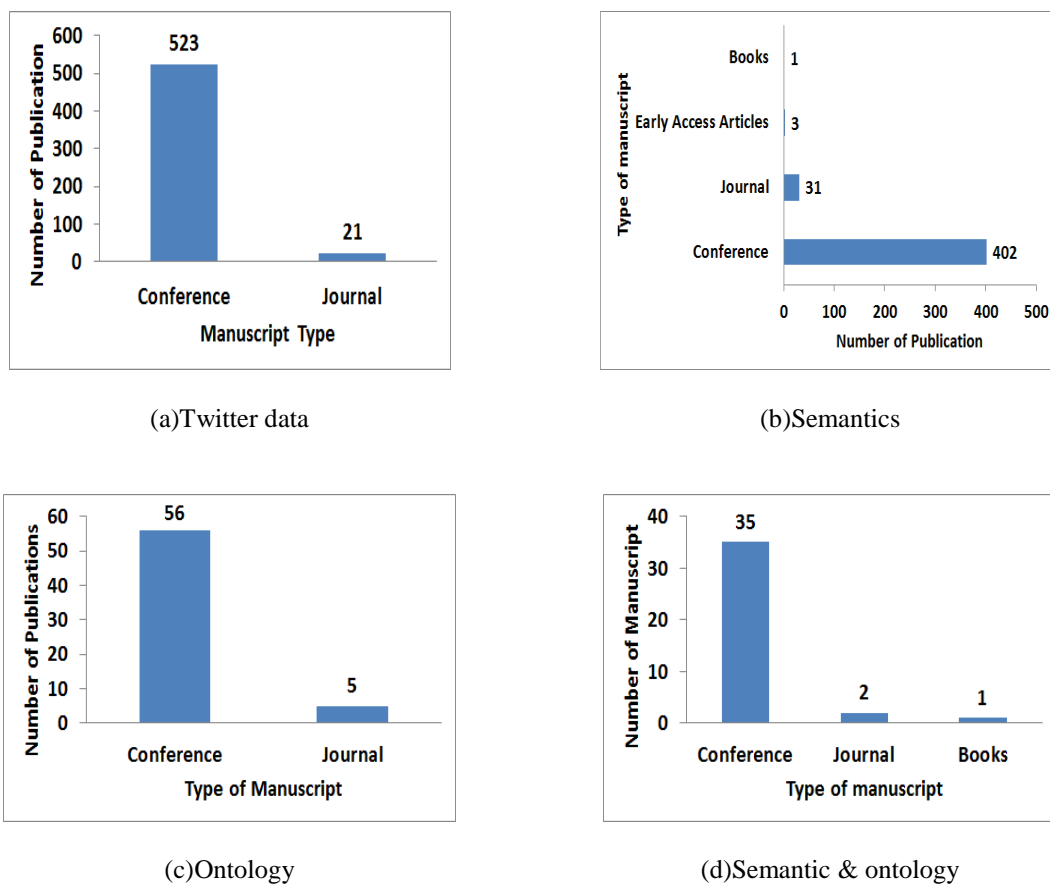 Number of Publication
600
500
400
300
200
100
0
523
21
Conference
Journal
Manuscript Type
(a)Twitter data
Type of manuscript
Books
1
Early Access Articles
3
Journal
31
Conference
402
0 100 200 300 400 500
Number of Publication
(b)Semantics
Number of Publications
60
50
40
30
20
10
0
56
5
Conference
Journal
Type of Manuscript
(c)Ontology
Number of Manuscript
40
30
20
10
0
35
2
1
Conference
Journal
Books
Type of manuscript
(d)Semantic & ontology